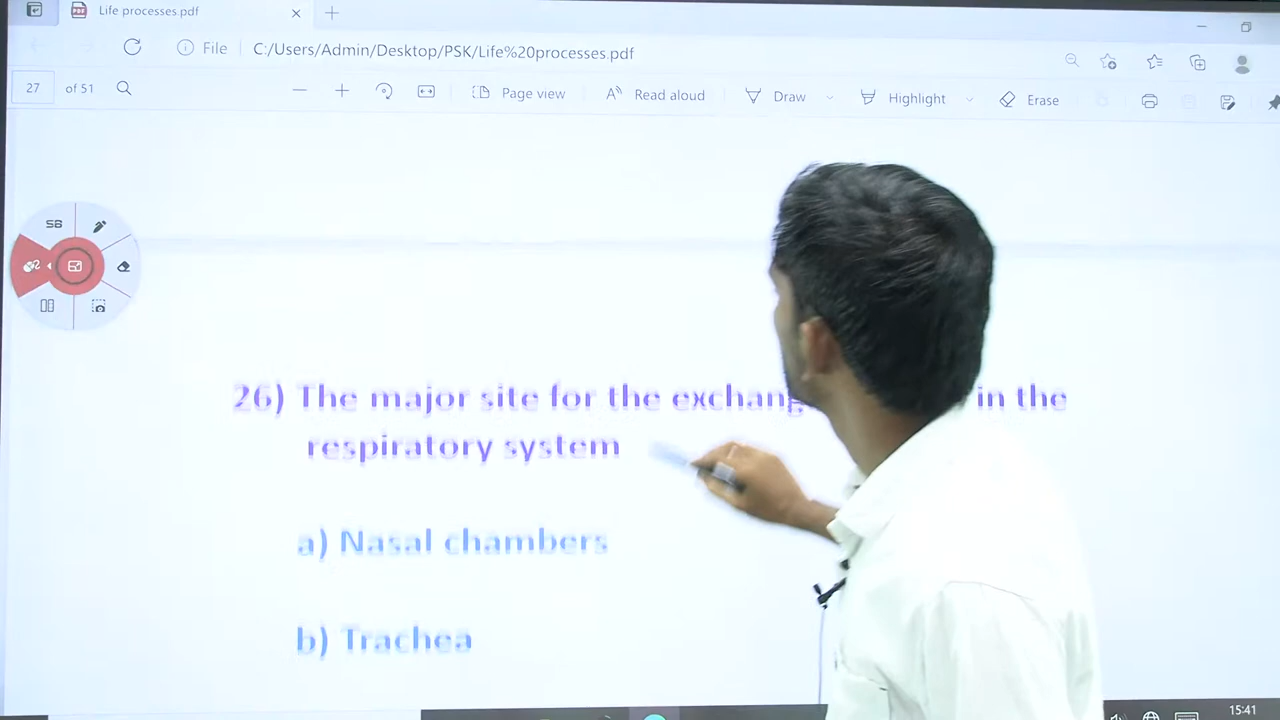 Life processes.pdf
File C:/Users/Admin/Desktop/PSK/Life%20processes.pdf
27 of 51 Page view Read aloud Draw Highlight Erase
SB
26) The major site for the exchang in the
respiratory system
a) Nasal chambers
b) Trachea
15:41